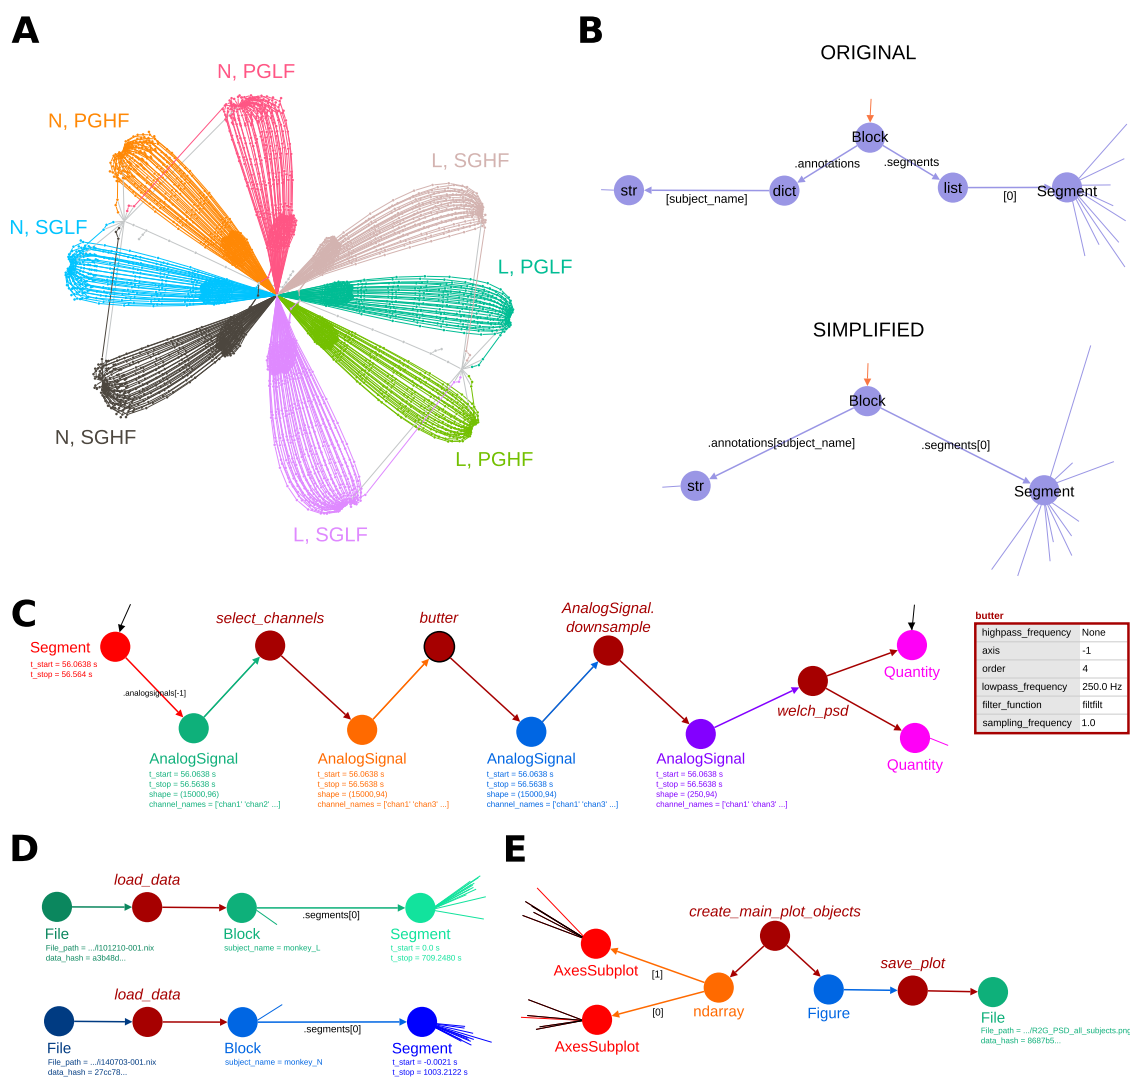 A
N, PGLF
N, PGHF
L, SGHF
N, SGLF
L, PGLF
N, SGHF
L, PGHF
L, SGLF
B
ORIGINAL
Block
.annotations
.segments
str
[subject_name]
dict
list
[0]
Segment
SIMPLIFIED
Block
.annotations[subject_name]
.segments[0]
str
Segment
C
Segment
t_start = 56.0638 s
t_stop = 56.564 s
.analogsignals[-1]
select_channels
butter
AnalogSignal.
downsample
welch_psd
Quantity
Quantity
AnalogSignal
t_start = 56.0638 s
t_stop = 56.5638 s
shape = (15000,96)
channel_names = ['chan1' 'chan2' ...]
AnalogSignal
t_start = 56.0638 s
t_stop = 56.5638 s
shape = (15000,94)
channel_names = ['chan1' 'chan3' ...]
AnalogSignal
t_start = 56.0638 s
t_stop = 56.5638 s
shape = (15000,94)
channel_names = ['chan1' 'chan3' ...]
AnalogSignal
t_start = 56.0638 s
t_stop = 56.5638 s
shape = (250,94)
channel_names = ['chan1' 'chan3' ...]
butter
highpass_frequency None
axis -1
order 4
lowpass_frequency 250.0 Hz
filter_function filtfilt
sampling_frequency 1.0
D
load_data
.segments[0]
File
File_path = .../l101210-001.nix
data_hash = a3b48d...
Block
subject_name = monkey_L
Segment
t_start = 0.0 s
t_stop = 709.2480 s
load_data
.segments[0]
File
File_path = .../i140703-001.nix
data_hash = 27cc78...
Block
subject_name = monkey_N
Segment
t_start = -0.0021 s
t_stop = 1003.2122 s
E
create_main_plot_objects
AxesSubplot
[1]
[0]
AxesSubplot
ndarray
Figure
save_plot
File
File_path = .../R2G_PSD_all_subjects.png
data_hash = 8687b5...